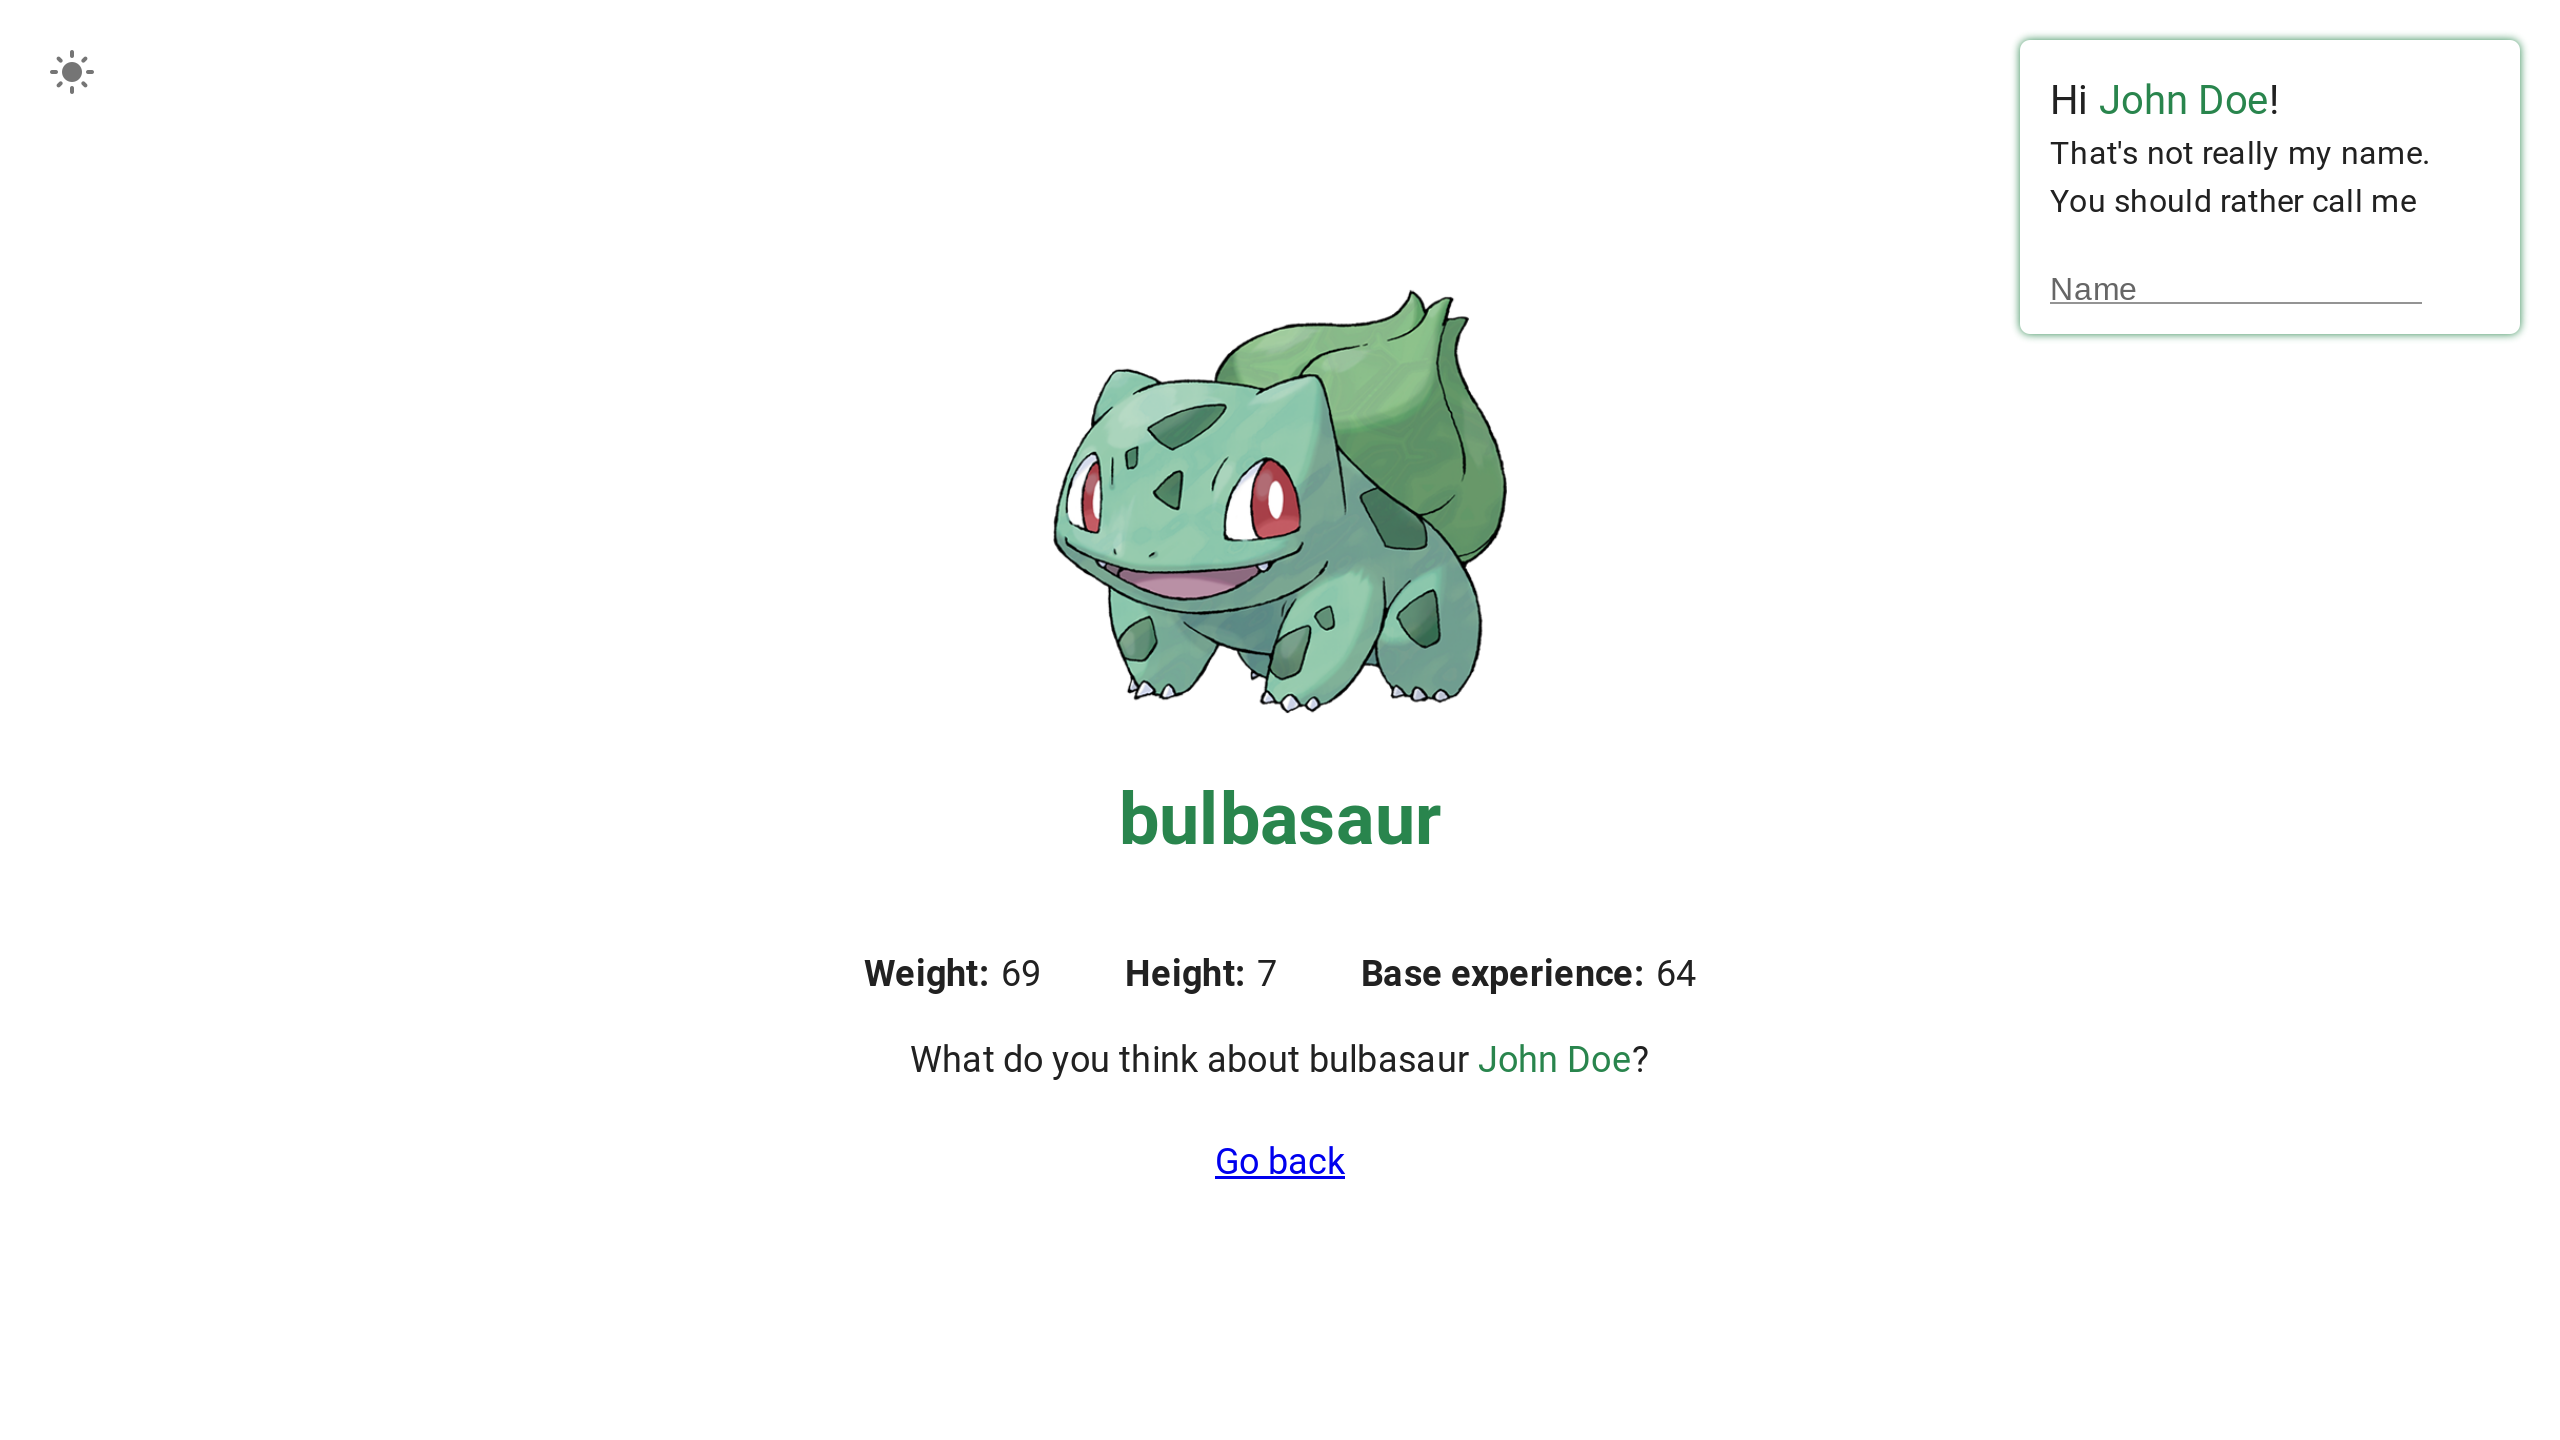 Hi John Doe!
That's not really my name.
You should rather call me
Name
bulbasaur
Weight: 69 Height: 7 Base experience: 64
What do you think about bulbasaur John Doe?
Go back